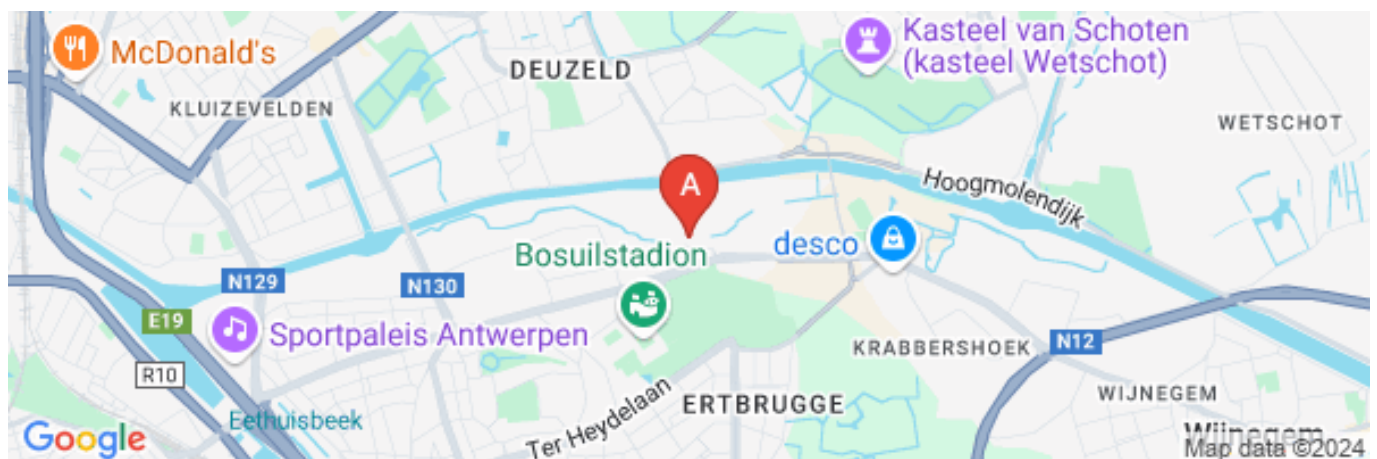 McDonald's
DEUZELD
Kasteel van Schoten
(kasteel Wetschot)
KLUIZEVELDEN
WETSCHOT
A
Hoogmolendijk
Bosuilstadion
desco
N129
N130
E19
Sportpaleis Antwerpen
KRABBERSHOEK
N12
R10
WIJNEGEM
Eethuisbeek
Ter Heydelaan
ERTBRUGGE
Google
Wijnegem
Map data ©2024